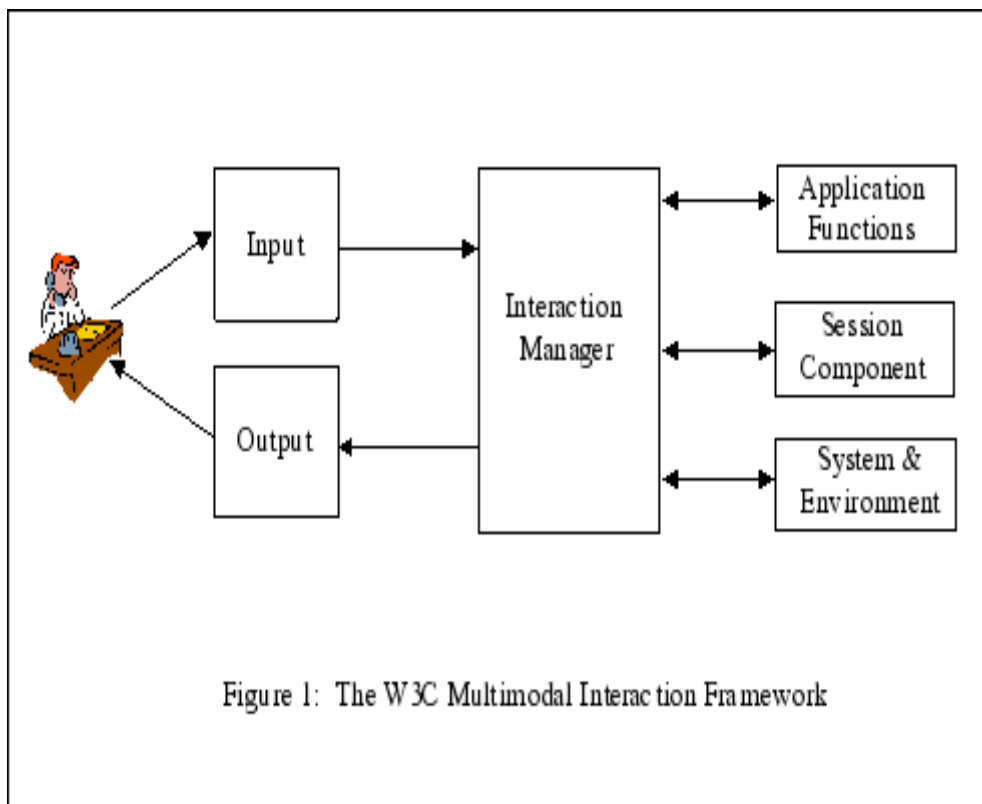 Input
Output
Interaction
Manager
Application
Functions
Session
Component
System &
Environment
Figure 1: The W3C Multimodal Interaction Framework